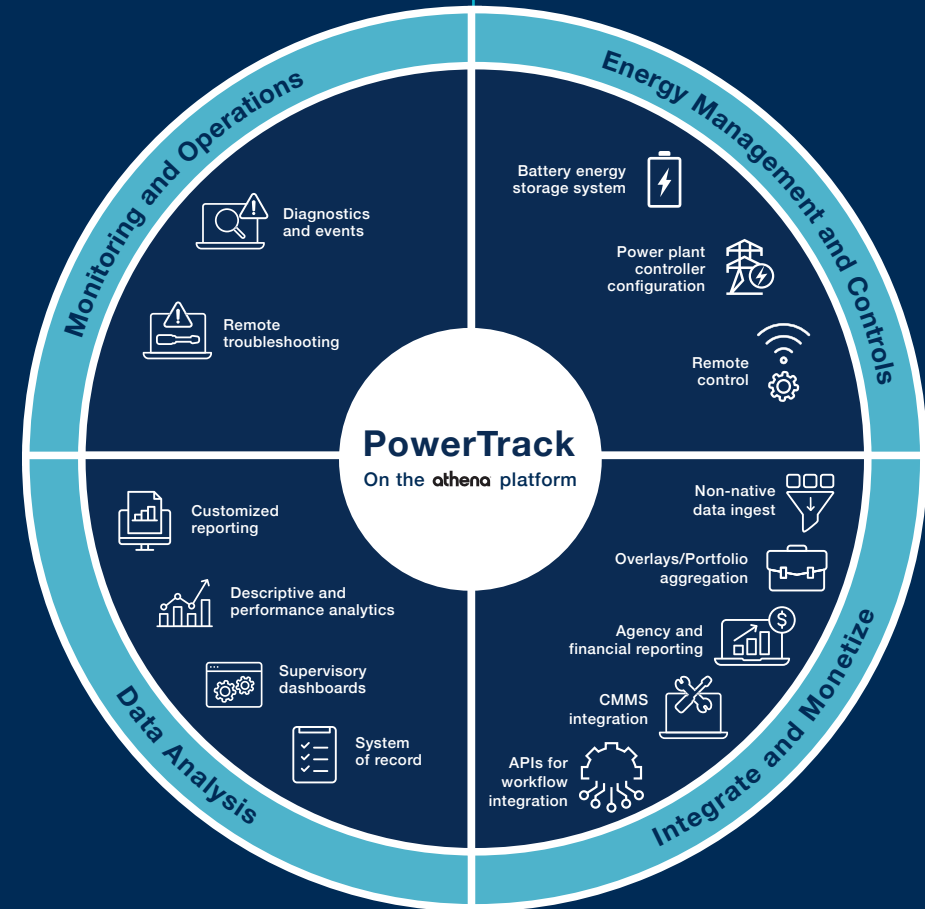 Monitoring and Operations
Diagnostics
and events
Remote
troubleshooting
Energy Management and Controls
Battery energy
storage system
Power plant
controller
configuration
Remote
control
PowerTrack
On the athena platform
Data Analysis
Customized
reporting
Descriptive and
performance analytics
Supervisory
dashboards
System
of record
Integrate and Monetize
Non-native
data ingest
Overlays/Portfolio
aggregation
Agency and
financial reporting
$
CMMS
integration
APIs for
workflow
integration